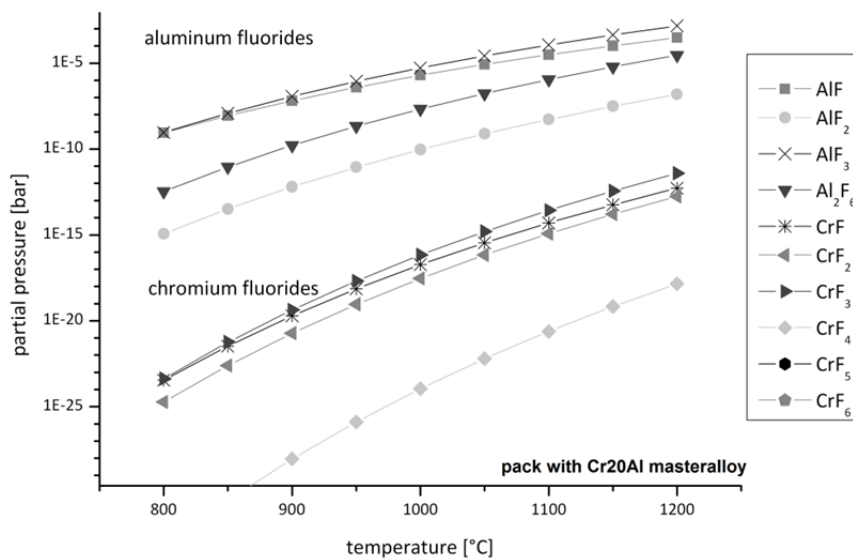 aluminum fluorides
1E-5
1E-10
1E-15
1E-20
1E-25
partial pressure [bar]
chromium fluorides
pack with Cr20Al masteralloy
800
900
1000
1100
1200
temperature [°C]
AlF
AlF₂
AlF₃
Al₂F₆
CrF
CrF₂
CrF₃
CrF₄
CrF₅
CrF₆